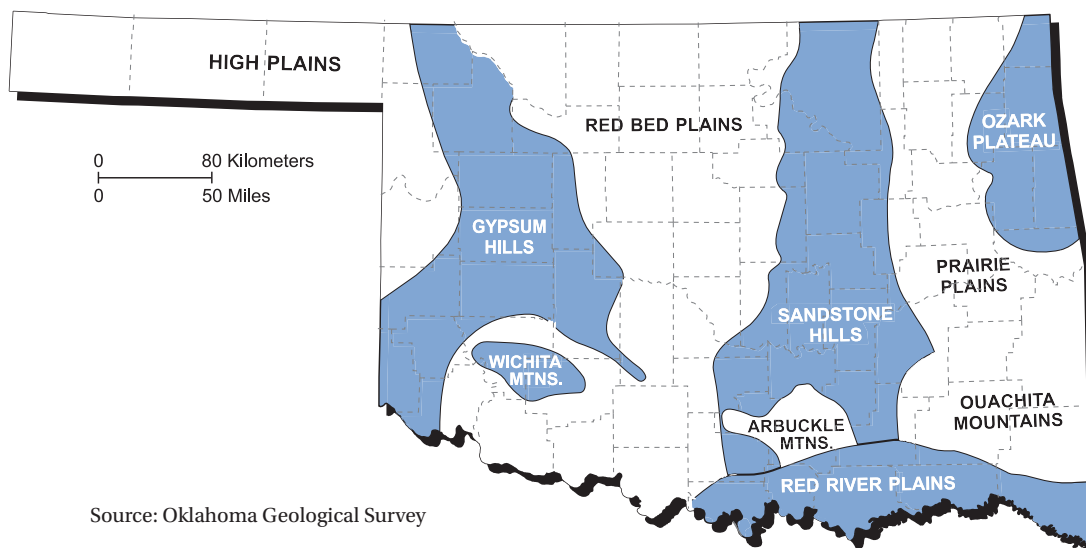 HIGH PLAINS
RED BED PLAINS
OZARK
PLATEAU
0 80 Kilometers
0 50 Miles
GYPSUM
HILLS
PRAIRIE
PLAINS
SANDSTONE
HILLS
WICHITA
MTNS.
OUACHITA
MOUNTAINS
ARBUCKLE
MTNS.
RED RIVER PLAINS
Source: Oklahoma Geological Survey